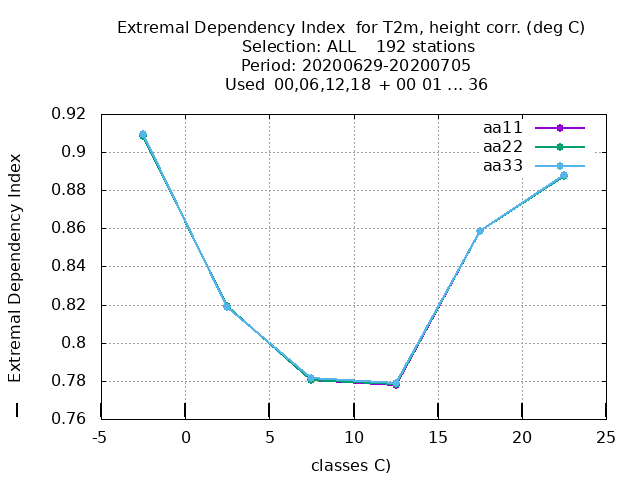 Extremal Dependency Index  for T2m, height corr. (deg C)
Selection: ALL    192 stations
Period: 20200629-20200705
Used  00,06,12,18  + 00 01 ... 36
Extremal Dependency Index
0.92
0.9
0.88
0.86
0.84
0.82
0.8
0.78
0.76
aa11
aa22
aa33
-5 0 5 10 15 20 25
classes C)